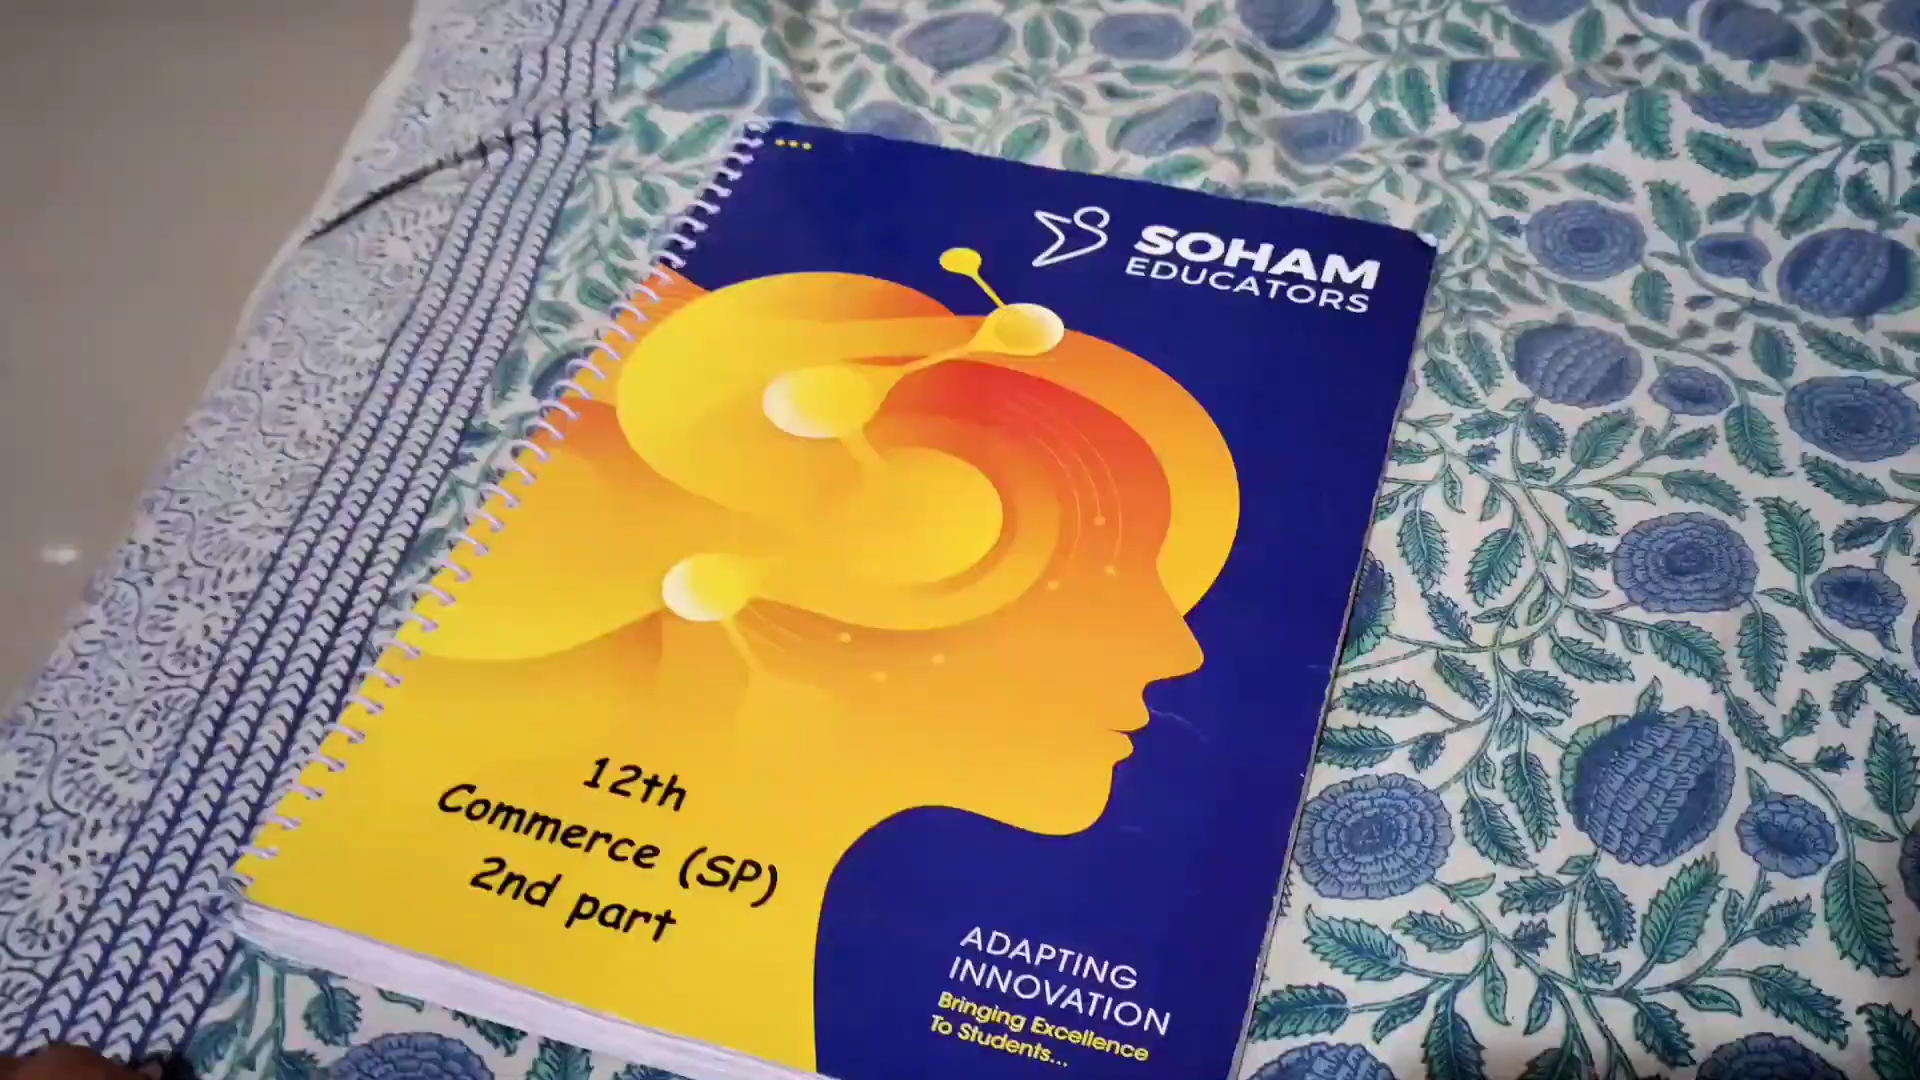 SOHAM
EDUCATORS
12th
Commerce (SP)
2nd part
ADAPTING
INNOVATION
Bringing Excellence
To Students...